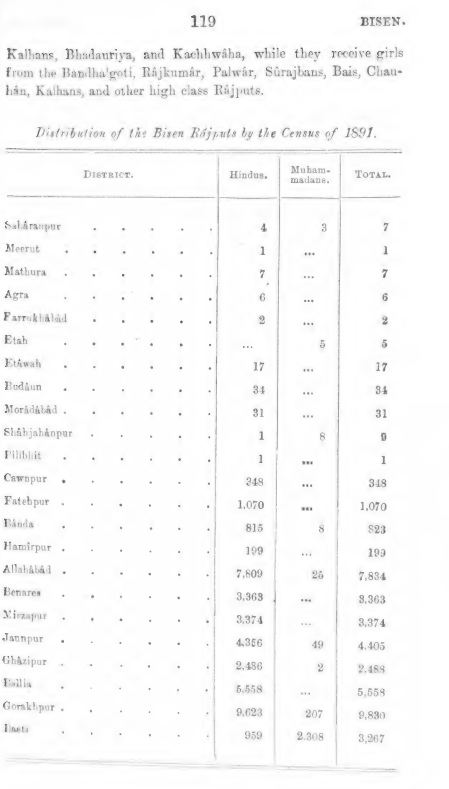 119 BISEN.
Kalhans, Bhadauriya, and Kachhwâha, while they receive girls
from the Bandhalgoti, Râjkumâr, Palwâr, Sûrajbans, Bais, Chau-
hân, Kalhans, and other high class Râjputs.
Distribution of the Bisen Râjputs by the Census of 1891.
DISTRICT. Hindus. Muham-madans. TOTAL.
Sahâranpur . . . . . 4 3 7
Meerut . . . . . . 1 ... 1
Mathura . . . . . . 7 ... 7
Agra . . . . . . 6 ... 6
Farrukhâbâd . . . . . 2 ... 2
Etah . . . . . . ... 5 5
Etâwah . . . . . . 17 ... 17
Budâun . . . . . . 34 ... 34
Morâdâbâd . . . . . . 31 ... 31
Shâhjahânpur . . . . . 1 8 9
Pilibhît . . . . . . 1 ... 1
Cawnpur . . . . . . 348 ... 348
Fatehpur . . . . . . 1,070 ... 1,070
Bânda . . . . . . 815 8 823
Hamîrpur . . . . . . 199 ... 199
Allahâbâd . . . . . . 7,809 25 7,834
Benares . . . . . . 3,363 ... 3,363
Mirzapur . . . . . . 3,374 ... 3,374
Jaunpur . . . . . . 4,356 49 4,405
Ghâzipur . . . . . . 2,486 2 2,488
Ballia . . . . . . 5,558 ... 5,558
Gorakhpur . . . . . . 9,623 207 9,830
Basti . . . . . . 959 2,308 3,267